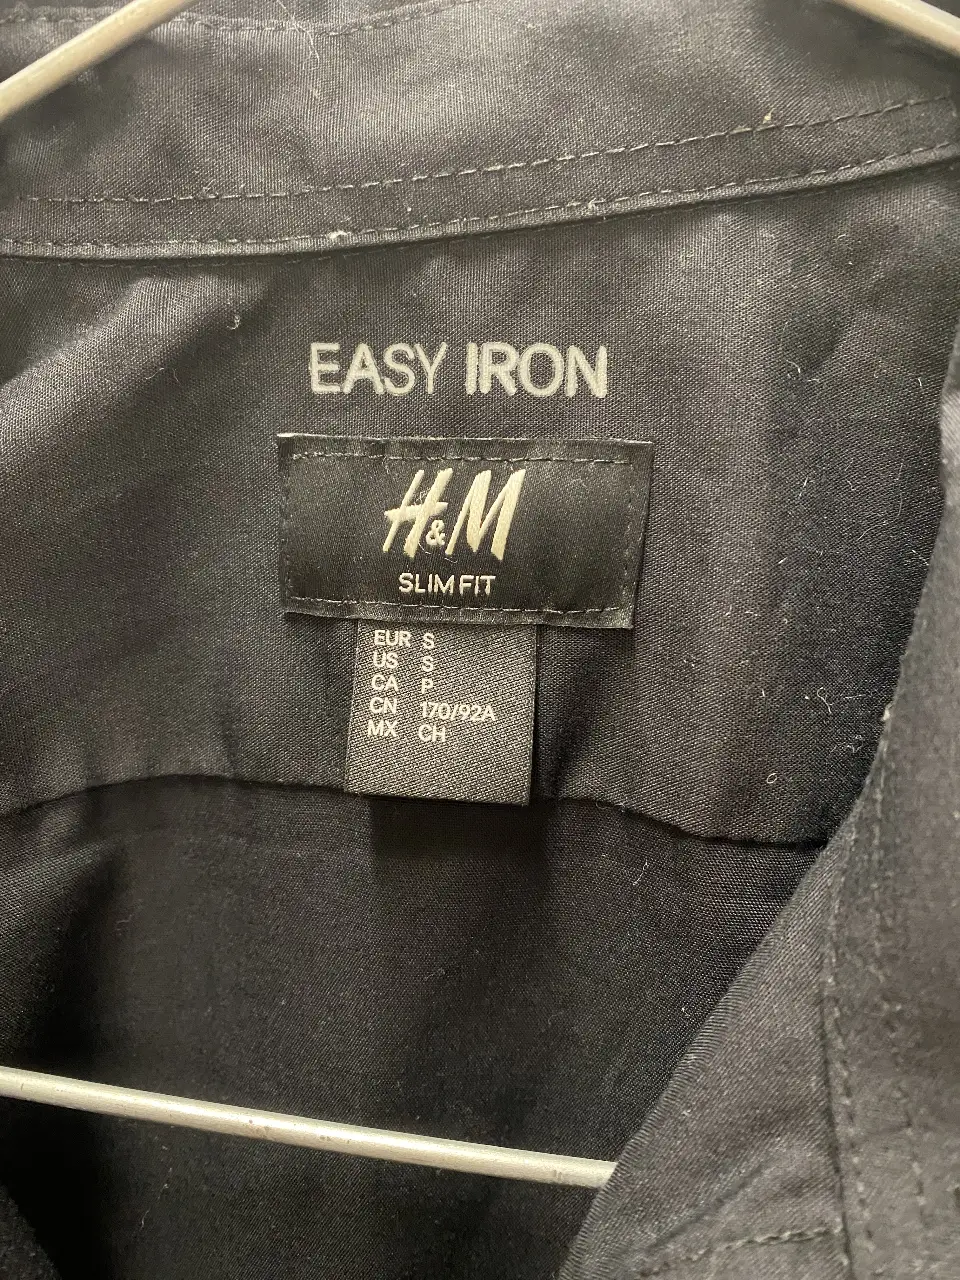 EASY IRON
H&M
SLIM FIT
EUR S
US S
CA P
CN 170/92A
MX CH